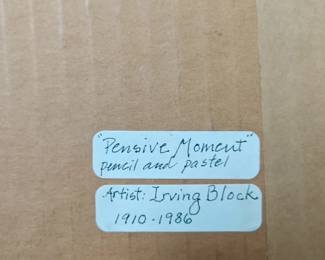 "Pensive Moment"
pencil and pastel
Artist: Irving Block
1910 - 1986